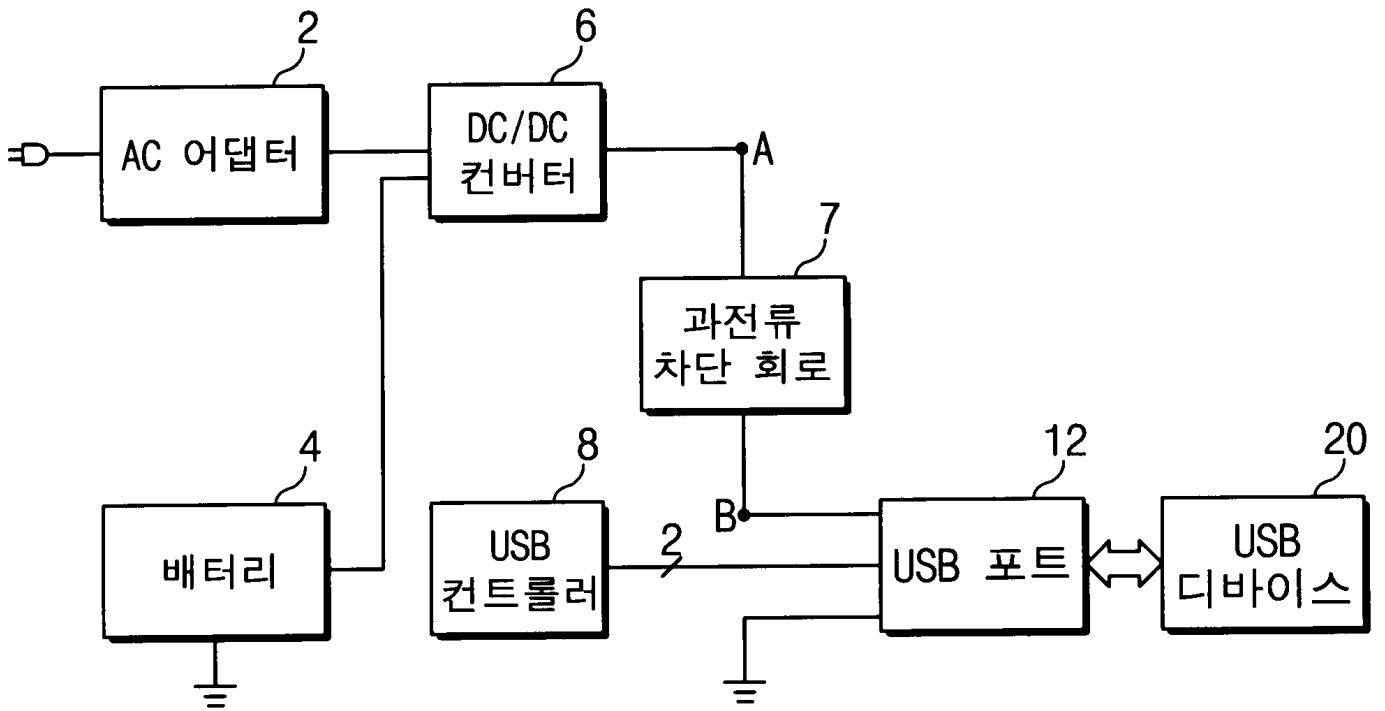 2
6
AC 어댑터
DC/DC
컨버터
A
7
과전류
차단 회로
4
8
12
20
배터리
USB
컨트롤러
2
B
USB 포트
USB
디바이스